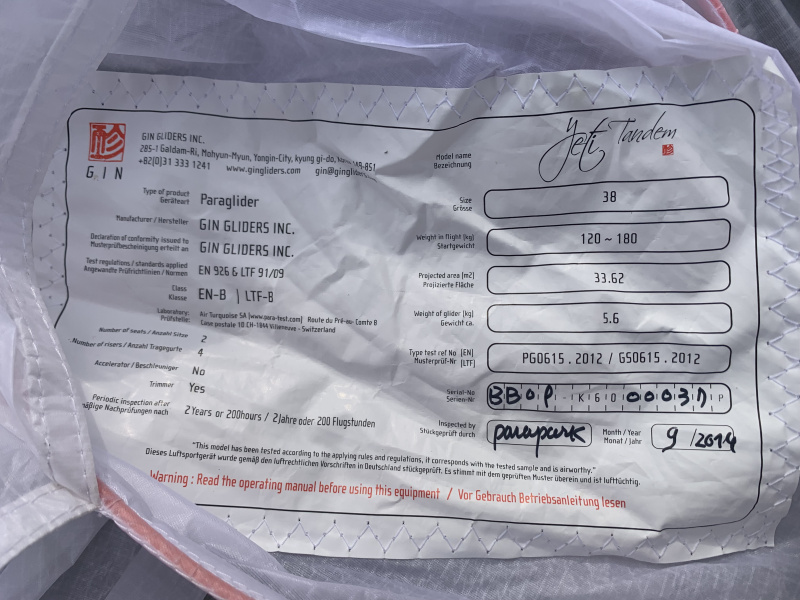 GIN
GIN GLIDERS INC.
285-1 Galdam-Ri, Mohyun-Myun, Yongin-City, kyung gi-do,
+82(0)31 333 1241 www.gingliders.com
Model name
Bezeichnung
Yeti Tandem
Type of product
Geräteart
Paraglider
Manufacturer / Hersteller
GIN GLIDERS INC.
Declaration of conformity issued to
Musterprüfbescheinigung erteilt an
GIN GLIDERS INC.
Test regulations / standards applied
Angewandte Prüfrichtlinien / Normen
EN 926 & LTF 91/09
Class
Klasse
EN-B | LTF-B
Laboratory:
Prüfstelle:
Air Turquoise SA [www.para-test.com] Route du Pré-au- Comte 8
Case postale 10 CH-1844 Villeneuve - Switzerland
Number of seats / Anzahl Sitze
2
Number of risers / Anzahl Tragegurte
4
Accelerator / Beschleuniger
No
Trimmer
Yes
Periodic inspection after
Nachprüfungen nach
2 Years or 200hours / 2 Jahre oder 200 Flugstunden
Size
Grösse
38
Weight in flight [kg]
Startgewicht
120 ~ 180
Projected area [m2]
Projizierte Fläche
33.62
Weight of glider [kg]
Gewicht ca.
5.6
Type test ref No [EN]
Musterprüf-Nr [LTF]
PG0615.2012 / GS0615.2012
Serial-No
Serien-Nr
Inspected by
Stückgeprüft durch
parapark
Month / Year
Monat / Jahr
9 /2014
"This model has been tested according to the applying rules and regulations, it corresponds with the tested sample and is airworthy."
Dieses Luftsportgerät wurde gemäß den luftrechtlichen Vorschriften in Deutschland stückgeprüft. Es stimmt mit dem geprüften Muster überein und ist lufttüchtig.
Warning : Read the operating manual before using this equipment / Vor Gebrauch Betriebsanleitung lesen